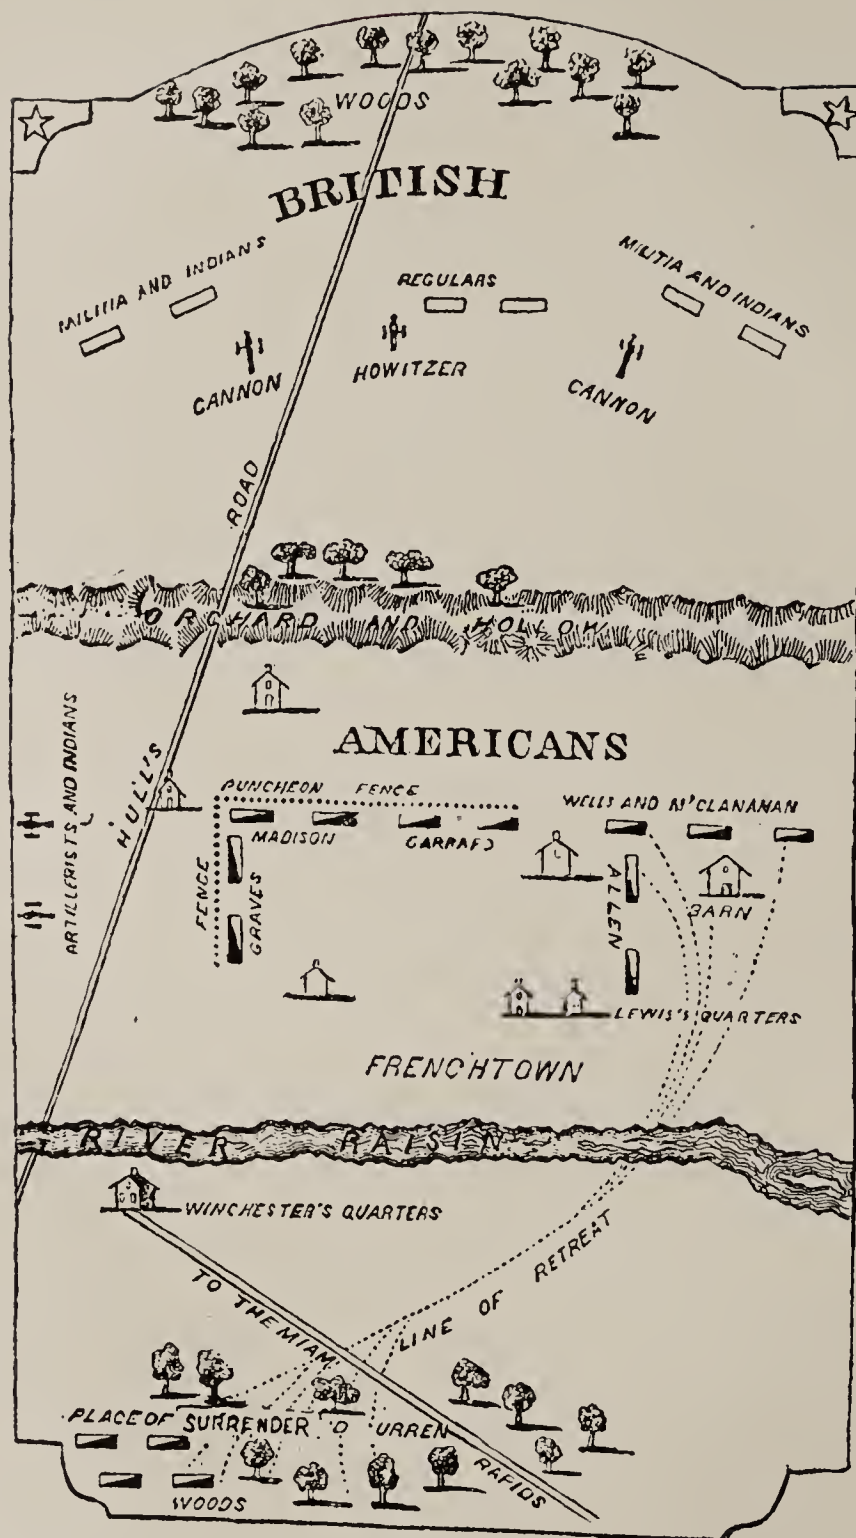 WOODS
BRITISH
MILITIA AND INDIANS
REGULARS
MILITIA AND INDIANS
CANNON
HOWITZER
CANNON
HULL'S ROAD
ORCHARD AND HOLLOW
AMERICANS
ARTILLERISTS AND INDIANS
PUNCHEON FENCE
WELLS AND M'CLANAHAN
MADISON
GARRARD
FENCE
GRAVES
ALLEN
BARN
LEWIS'S QUARTERS
FRENCHTOWN
RIVER RAISIN
WINCHESTER'S QUARTERS
TO THE MIAM
RAPIDS
LINE OF RETREAT
PLACE OF SURRENDER
WOODS